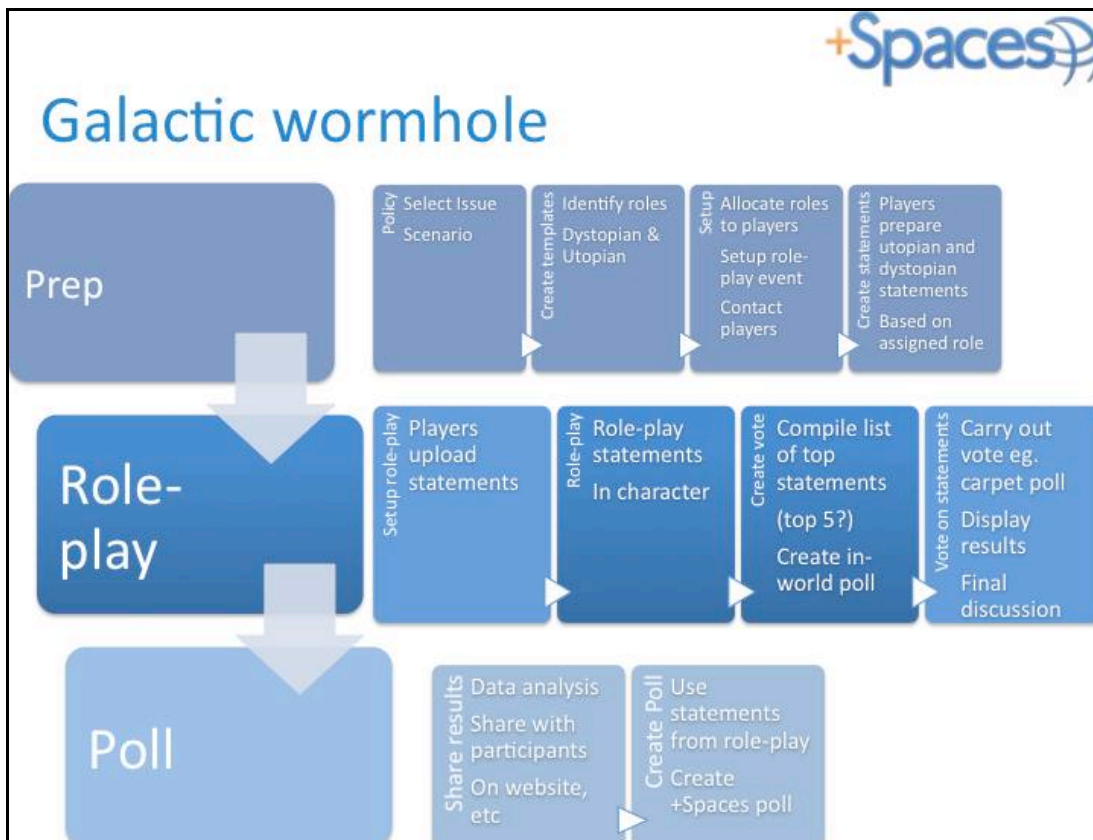 +Spaces
Galactic wormhole
Prep
Policy
Select Issue
Scenario
Create templates
Identify roles
Dystopian &
Utopian
Setup
Allocate roles
to players
Setup role-
play event
Contact
players
Create statements
Players
prepare
utopian and
dystopian
statements
Based on
assigned role
Role-
play
Setup role-play
Players
upload
statements
Role-play
Role-play
statements
In character
Create vote
Compile list
of top
statements
(top 5?)
Create in-
world poll
Vote on statements
Carry out
vote eg.
carpet poll
Display
results
Final
discussion
Poll
Share results
Data analysis
Share with
participants
On website,
etc
Create Poll
Use
statements
from role-play
Create
+Spaces poll